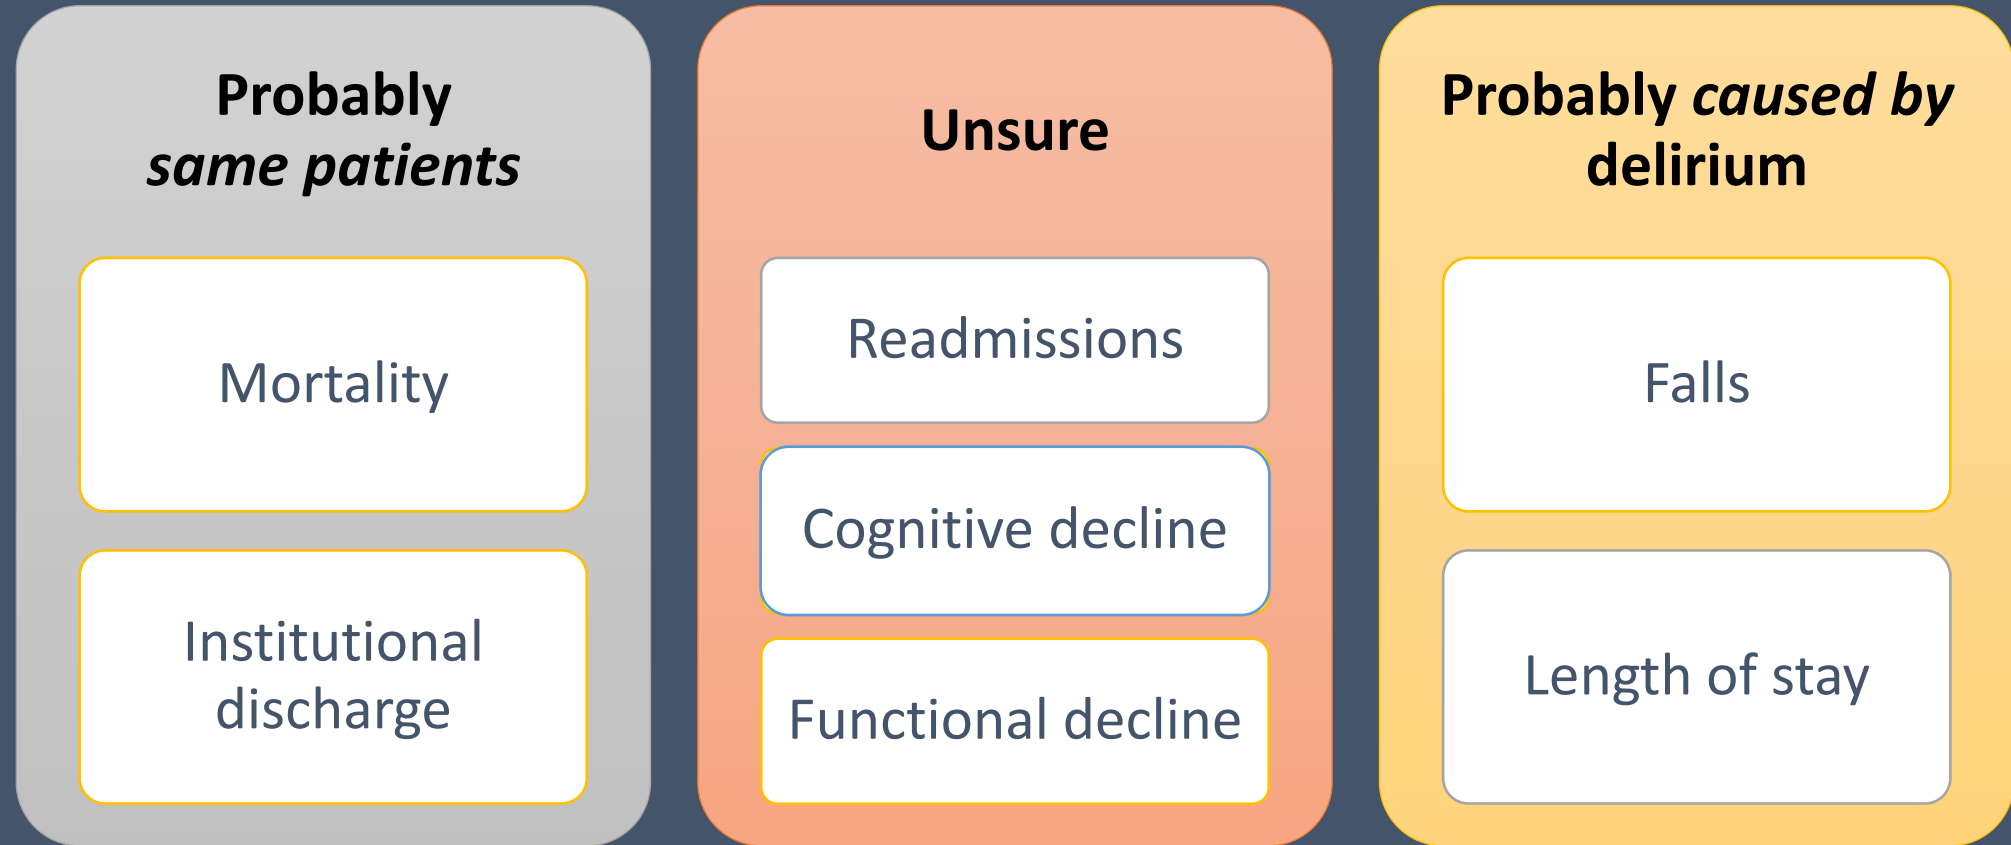 Probably
same patients
Mortality
Institutional
discharge
Unsure
Readmissions
Cognitive decline
Functional decline
Probably caused by
delirium
Falls
Length of stay